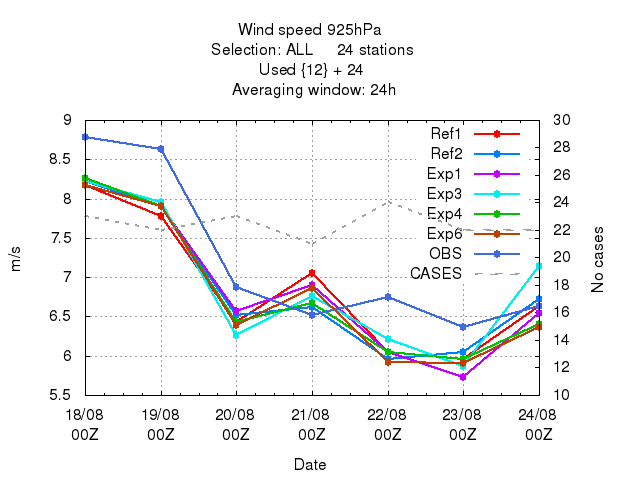 Wind speed 925hPa
Selection: ALL 24 stations
Used {12} + 24
Averaging window: 24h
9
8.5
8
7.5
7
6.5
6
5.5
m/s
30
28
26
24
22
20
18
16
14
12
10
No cases
Ref1
Ref2
Exp1
Exp3
Exp4
Exp6
OBS
CASES
18/08 19/08 20/08 21/08 22/08 23/08 24/08
00Z 00Z 00Z 00Z 00Z 00Z 00Z
Date